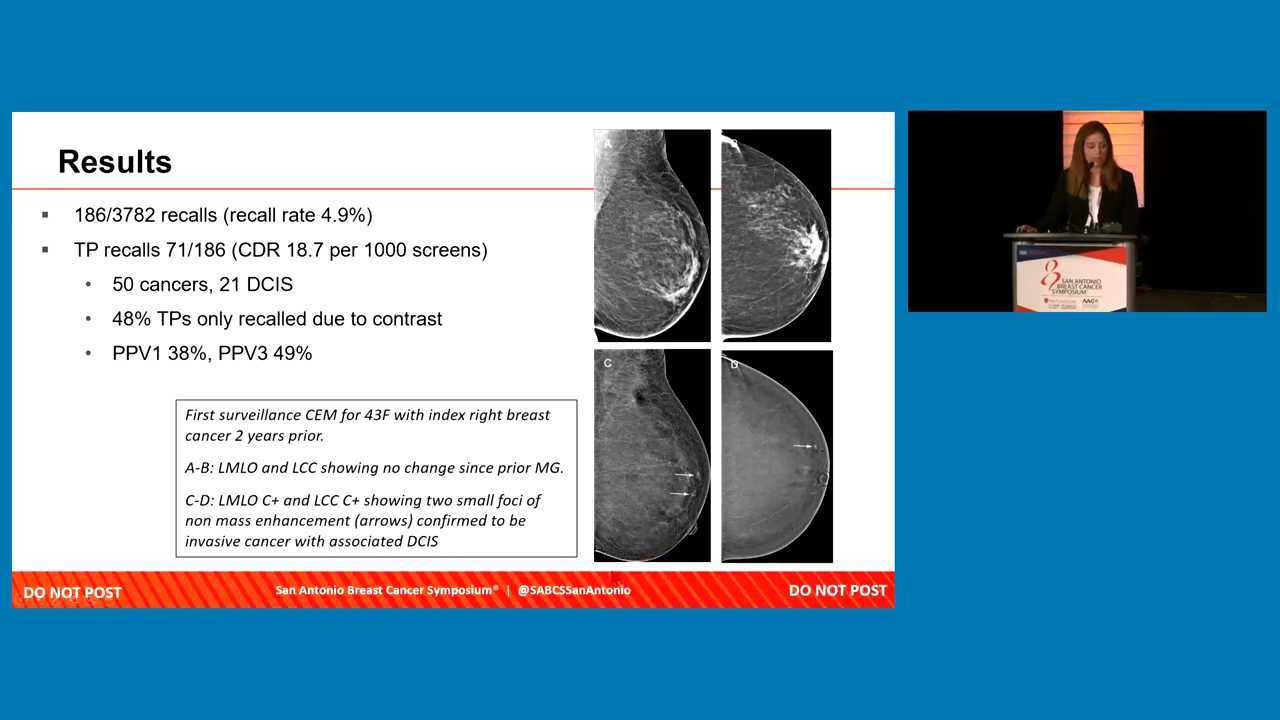 Results
186/3782 recalls (recall rate 4.9%)
TP recalls 71/186 (CDR 18.7 per 1000 screens)
50 cancers, 21 DCIS
48% TPs only recalled due to contrast
PPV1 38%, PPV3 49%
First surveillance CEM for 43F with index right breast
cancer 2 years prior.
A-B: LMLO and LCC showing no change since prior MG.
C-D: LMLO C+ and LCC C+ showing two small foci of
non mass enhancement (arrows) confirmed to be
invasive cancer with associated DCIS
A
B
C
D
DO NOT POST
San Antonio Breast Cancer Symposium® | @SABCSSanAntonio
DO NOT POST
SAN ANTONIO
BREAST CANCER
SYMPOSIUM
AACR